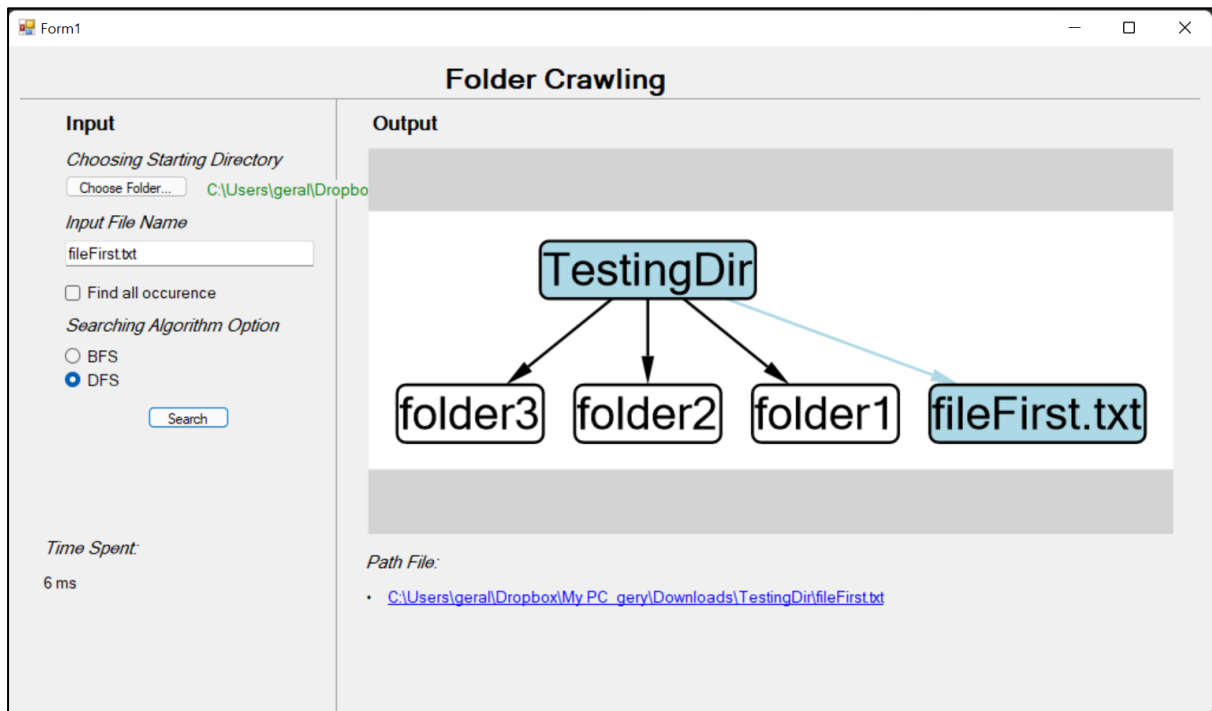 Form1
Folder Crawling
Input
Choosing Starting Directory
Choose Folder...
C:\Users\geral\Dropbo
Input File Name
fileFirst.txt
Find all occurence
Searching Algorithm Option
BFS
DFS
Search
Time Spent:
6 ms
Output
TestingDir
folder3 folder2 folder1 fileFirst.txt
Path File:
• C:\Users\geral\Dropbox\My PC_gery\Downloads\TestingDir\fileFirst.txt